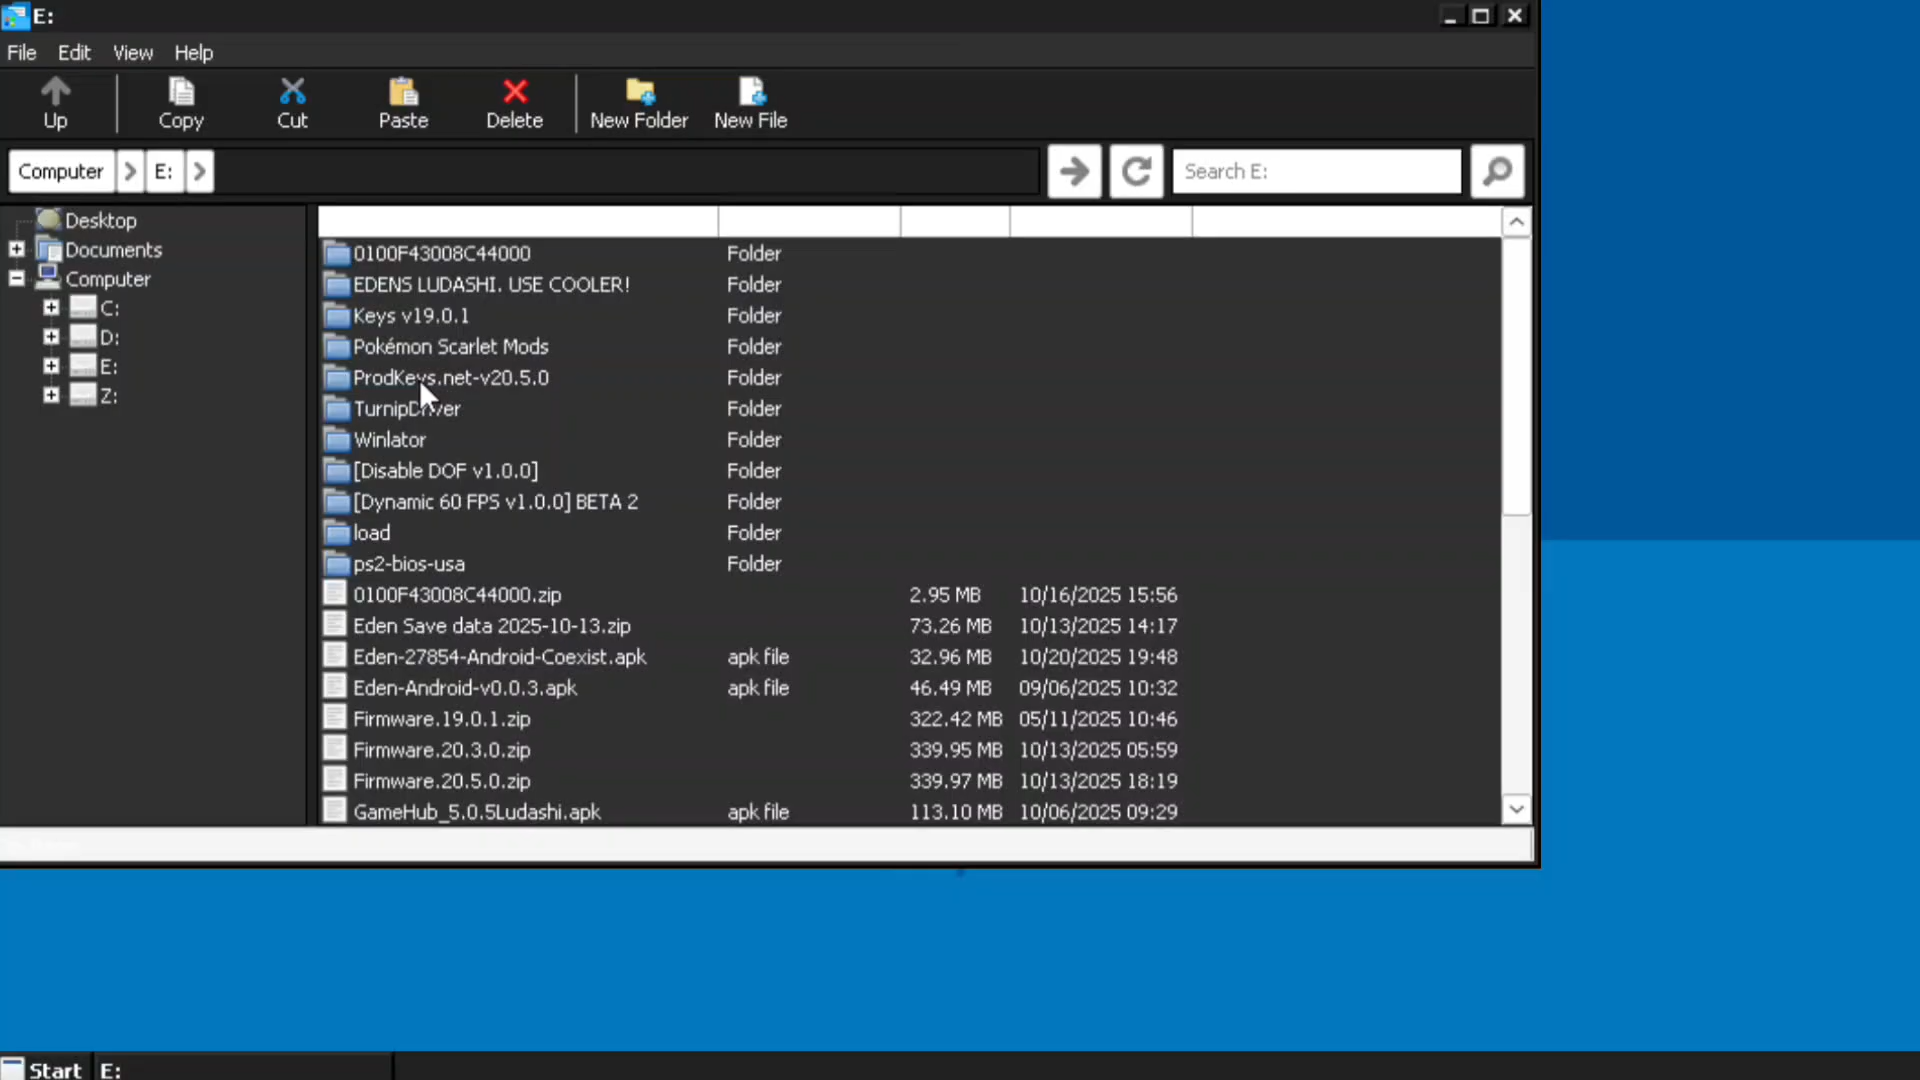 E:
File Edit View Help
Up Copy Cut Paste Delete New Folder New File
Computer E: Search E:
Desktop
Documents
Computer
C:
D:
E:
Z:
0100F43008C44000 Folder
EDENS LUDASHI. USE COOLER! Folder
Keys v19.0.1 Folder
Pokémon Scarlet Mods Folder
ProdKeys.net-v20.5.0 Folder
TurnipDriver Folder
Winlator Folder
[Disable DOF v1.0.0] Folder
[Dynamic 60 FPS v1.0.0] BETA 2 Folder
load Folder
ps2-bios-usa Folder
0100F43008C44000.zip 2.95 MB 10/16/2025 15:56
Eden Save data 2025-10-13.zip 73.26 MB 10/13/2025 14:17
Eden-27854-Android-Coexist.apk apk file 32.96 MB 10/20/2025 19:48
Eden-Android-v0.0.3.apk apk file 46.49 MB 09/06/2025 10:32
Firmware.19.0.1.zip 322.42 MB 05/11/2025 10:46
Firmware.20.3.0.zip 339.95 MB 10/13/2025 05:59
Firmware.20.5.0.zip 339.97 MB 10/13/2025 18:19
GameHub_5.0.5Ludashi.apk apk file 113.10 MB 10/06/2025 09:29
Start E: